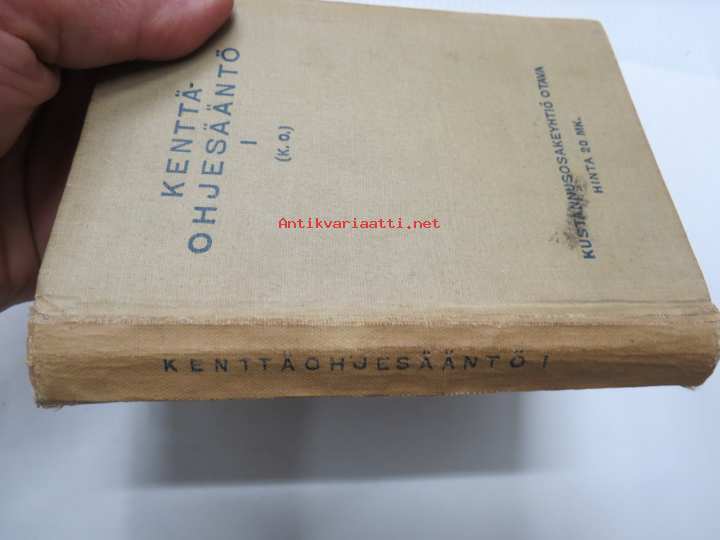 KENTTÄ-
OHJESÄÄNTÖ
I
(K. O.)
KUSTANNUSOSAKEYHTIÖ OTAVA
HINTA 20 MK.
Antikvariaatti.net
KENTTÄOHJESÄÄNTÖ I